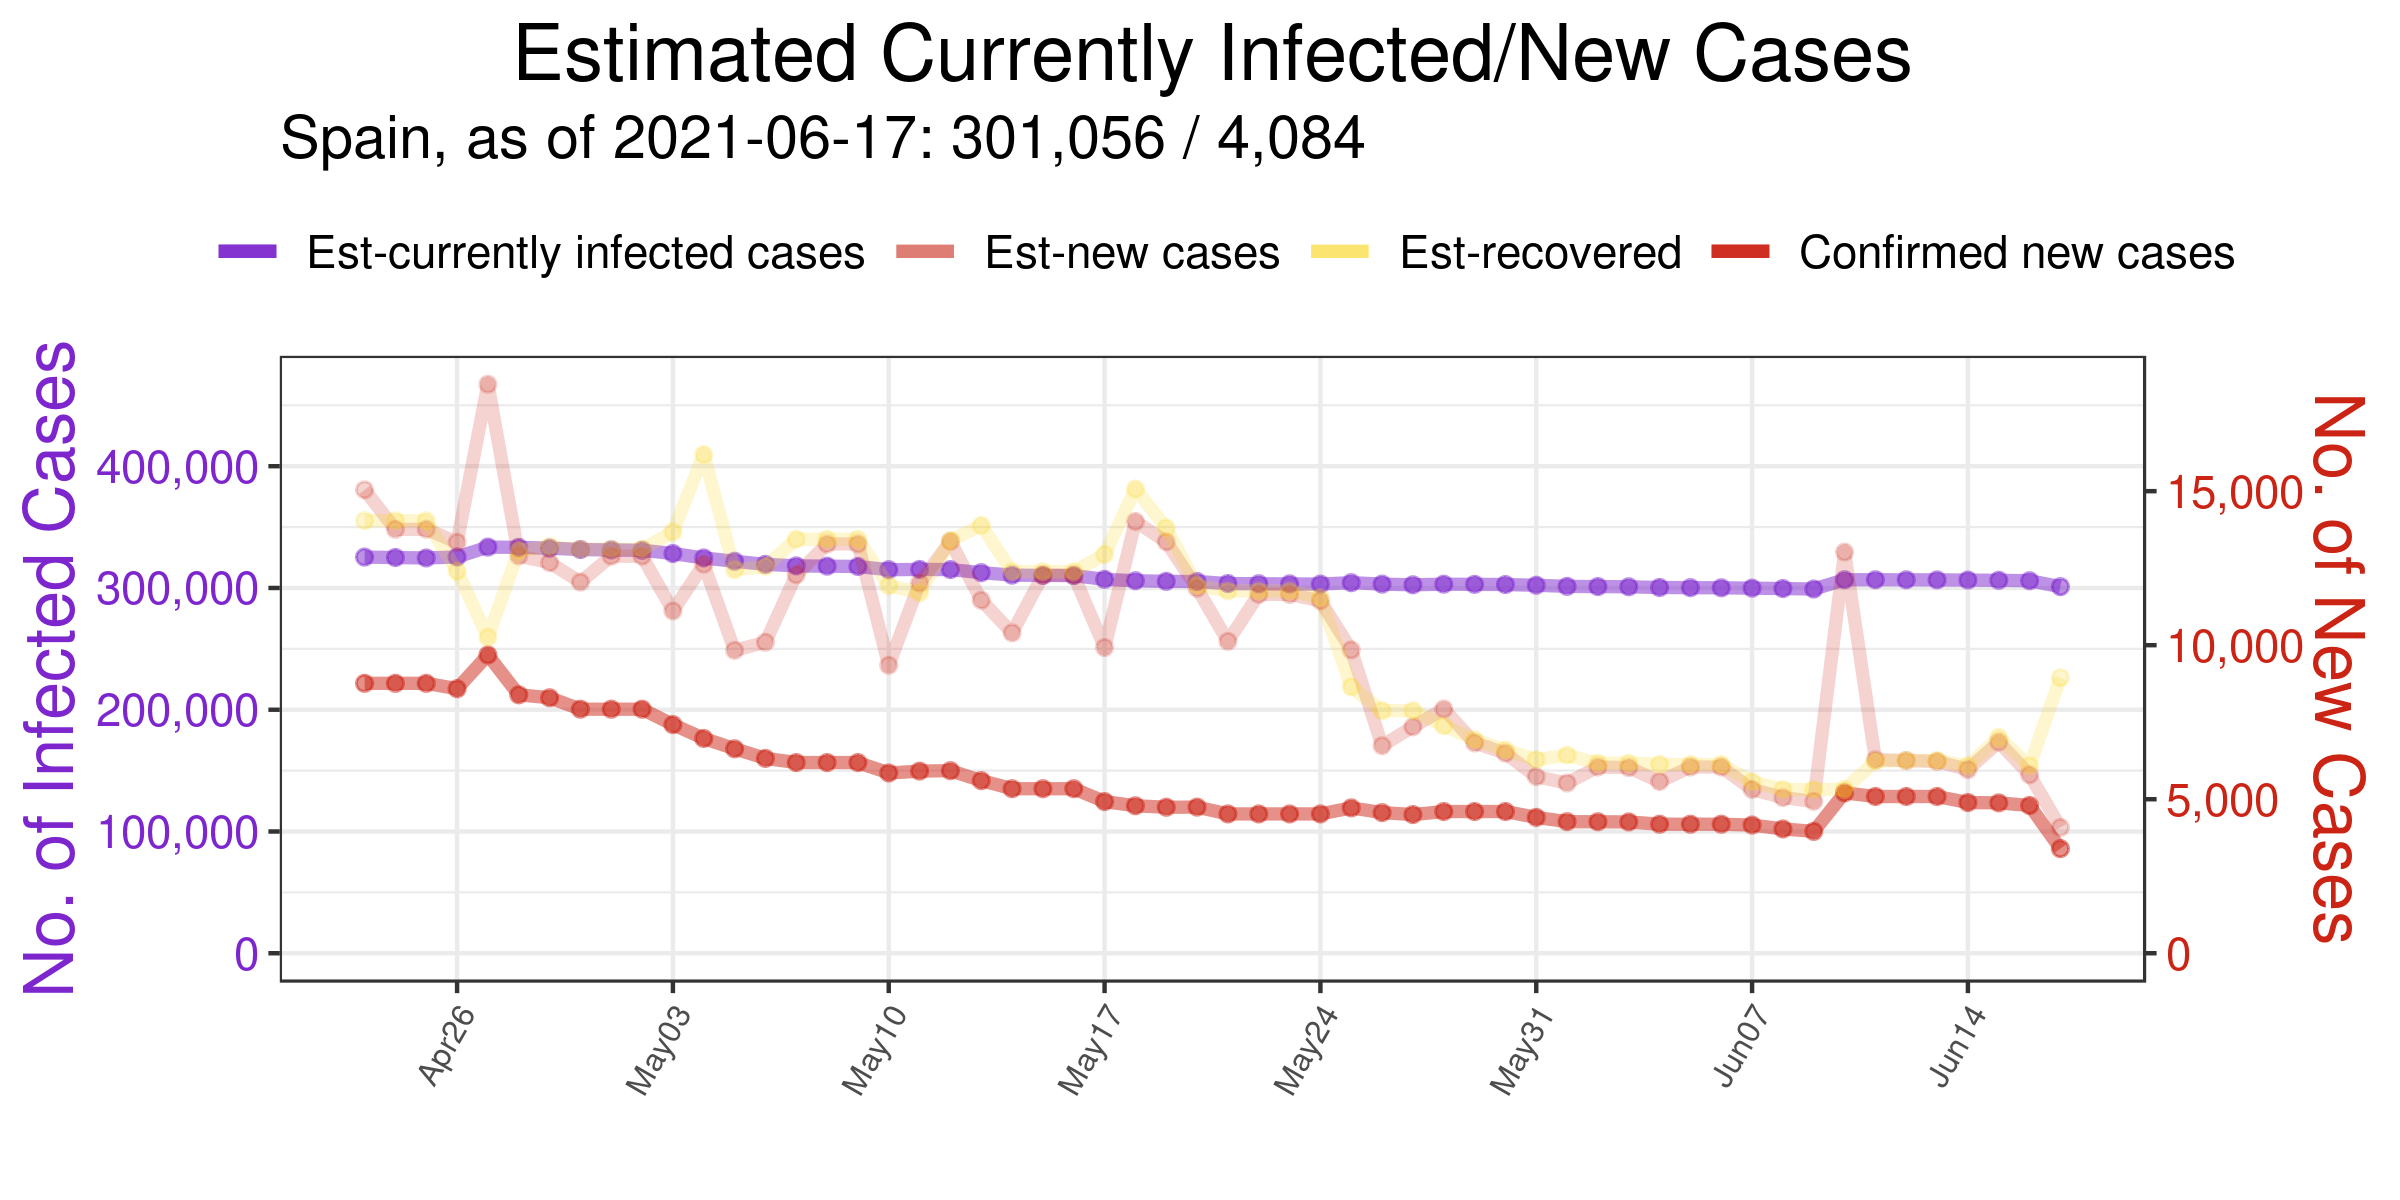 Estimated Currently Infected/New Cases
Spain, as of 2021-06-17: 301,056 / 4,084
Est-currently infected cases Est-new cases Est-recovered Confirmed new cases
No. of Infected Cases
400,000
300,000
200,000
100,000
0
15,000
10,000
5,000
0
No. of New Cases
Apr26 May03 May10 May17 May24 May31 Jun07 Jun14